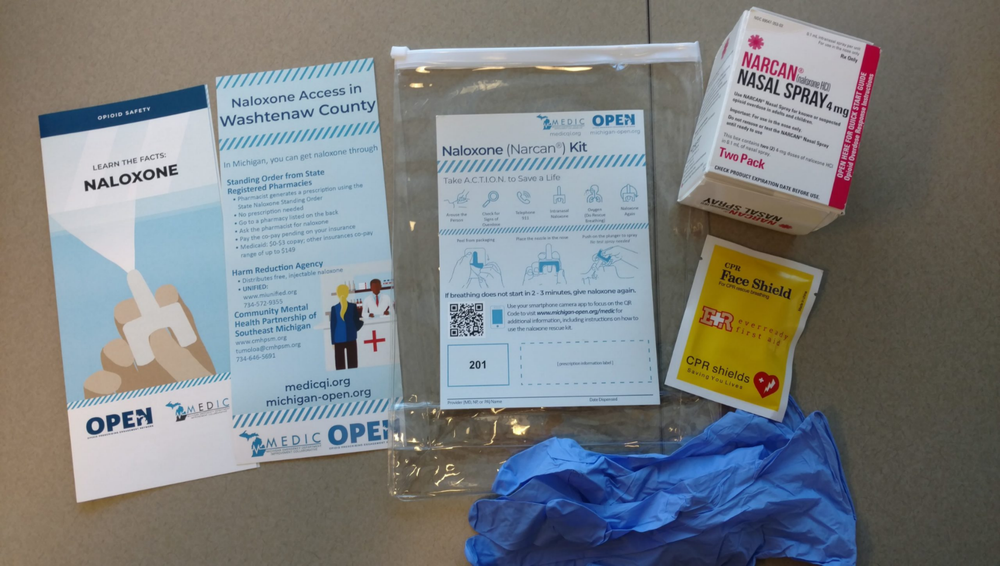 OPIOID SAFETY
LEARN THE FACTS:
NALOXONE
OPEN
OPIOID PRESCRIBING ENGAGEMENT NETWORK
MEDIC
Naloxone Access in
Washtenaw County
In Michigan, you can get naloxone through
Standing Order from State
Registered Pharmacies
• Pharmacist generates a prescription using the
State Naloxone Standing Order
• No prescription needed
• Go to a pharmacy listed on the back
• Ask the pharmacist for naloxone
• Pay the co-pay pending on your insurance
• Medicaid: $0-$3 copay; other insurances co-pay
range of up to $149
Harm Reduction Agency
• Distributes free, injectable naloxone
• UNIFIED:
www.miunified.org
734-572-9355
Community Mental
Health Partnership of
Southeast Michigan
www.cmhpsm.org
tumoloa@cmhpsm.org
734-646-5691
medicqi.org
michigan-open.org
MEDIC
MICHIGAN EMERGENCY DEPARTMENT
IMPROVEMENT COLLABORATIVE
OPEN
OPIOID PRESCRIBING ENGAGEMENT
MEDIC
medicqi.org
OPEN
michigan-open.org
Naloxone (Narcan®) Kit
Take A.C.T.I.O.N. to Save a Life
Arouse the
Person
Check for
Signs of
Overdose
Telephone
911
Intranasal
Naloxone
Oxygen
(Do Rescue
Breathing)
Naloxone
Again
Peel from packaging
Place the nozzle in the nose
Push on the plunger to spray
No test spray needed
If breathing does not start in 2 - 3 minutes, give naloxone again.
Use your smartphone camera app to focus on the QR
Code to visit www.michigan-open.org/medic for
additional information, including instructions on how to
use the naloxone rescue kit.
201
[ prescription information label ]
Provider (MD, NP, or PA) Name
Date Dispensed
NDC 69547-353-02
0.1 mL intranasal spray per unit
For use in the nose only
Rx Only
NARCAN®
(naloxone HCl)
NASAL SPRAY 4 mg
Use NARCAN® Nasal Spray for known or suspected
opioid overdose in adults and children.
Important: For use in the nose only.
Do not remove or test the NARCAN® Nasal Spray
until ready to use
This box contains two (2) 4-mg doses of naloxone HCl
in 0.1 mL of nasal spray.
Two Pack
CHECK PRODUCT EXPIRATION DATE BEFORE USE.
OPEN HERE FOR QUICK START GUIDE
Opioid Overdose Response Instructions
NARCAN
NASAL SPRAY
CPR
Face Shield
For CPR rescue breathing
Made in china
E+R everready
first aid
CPR shields
Saving You Lives